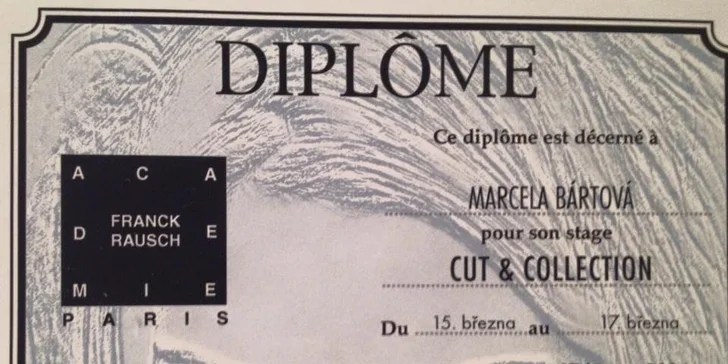 DIPLÔME
Ce diplôme est décerné à
MARCELA BÁRTOVÁ
pour son stage
CUT & COLLECTION
Du 15. března au 17. března
A C A
D FRANCK E
RAUSCH
M I E
PARIS